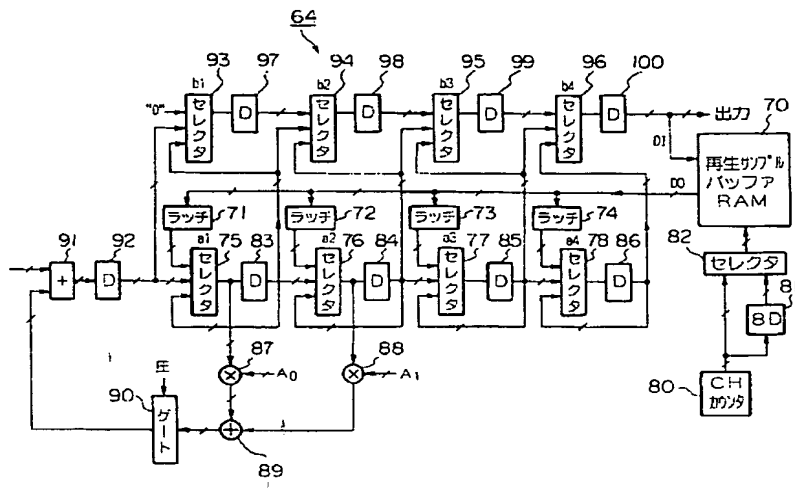 64
93
97
94
98
95
99
96
100
b1
b2
b3
b4
"0"
セレクタ
D
セレクタ
D
セレクタ
D
セレクタ
D
出力
70
DI
再生サンプル
バッファ
RAM
DO
ラッチ
71
ラッチ
72
ラッチ
73
ラッチ
74
91
92
a1
75
83
a2
76
84
a3
77
85
a4
78
86
82
セレクタ
+
D
セレクタ
D
セレクタ
D
セレクタ
D
セレクタ
D
8D
87
×
A0
88
×
A1
80
CH
カウンタ
90
ゲート
+
89